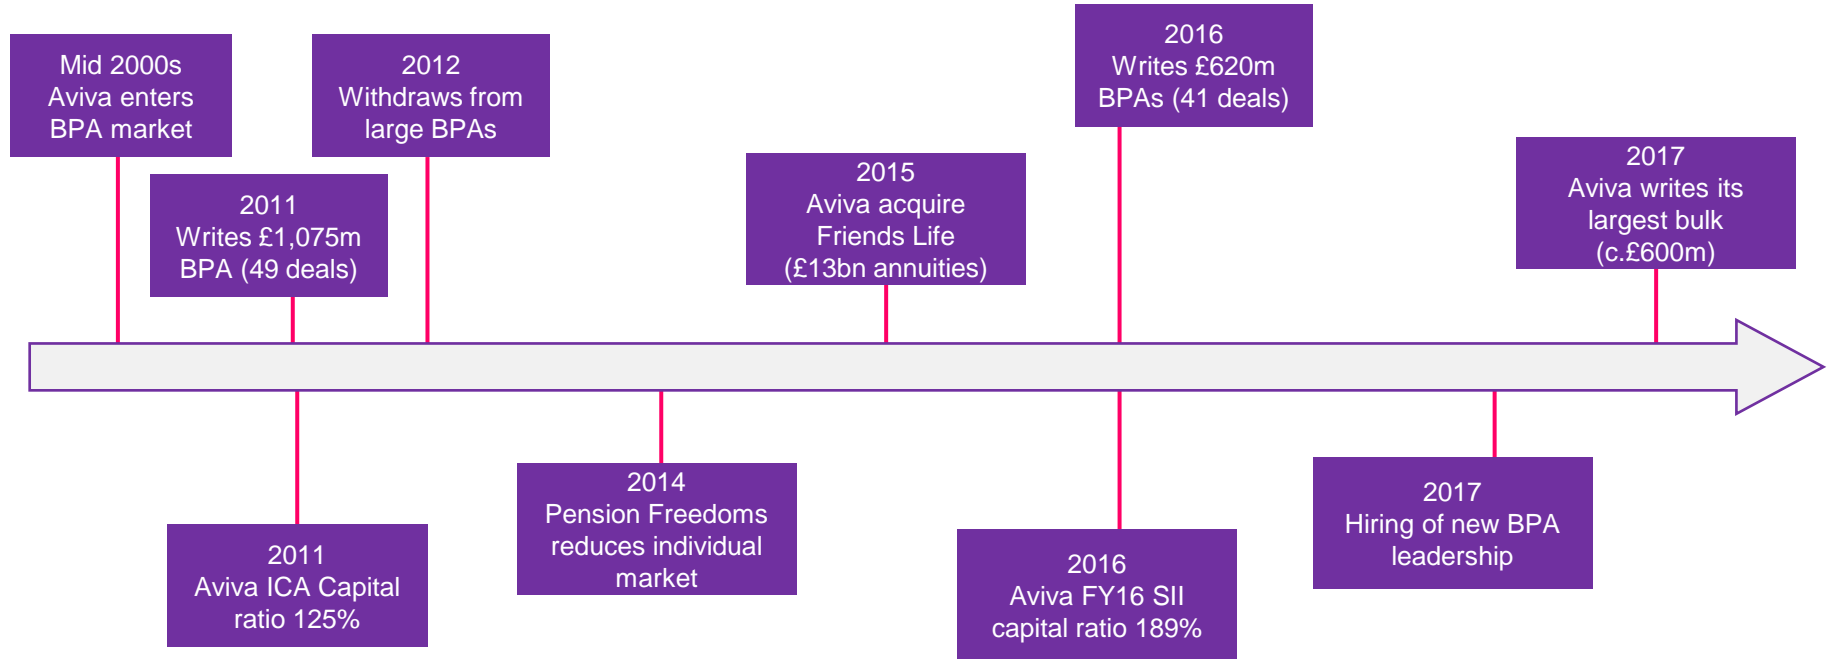 Mid 2000s
Aviva enters
BPA market
2011
Writes £1,075m
BPA (49 deals)
2012
Withdraws from
large BPAs
2015
Aviva acquire
Friends Life
(£13bn annuities)
2016
Writes £620m
BPAs (41 deals)
2017
Aviva writes its
largest bulk
(c.£600m)
2011
Aviva ICA Capital
ratio 125%
2014
Pension Freedoms
reduces individual
market
2016
Aviva FY16 SII
capital ratio 189%
2017
Hiring of new BPA
leadership